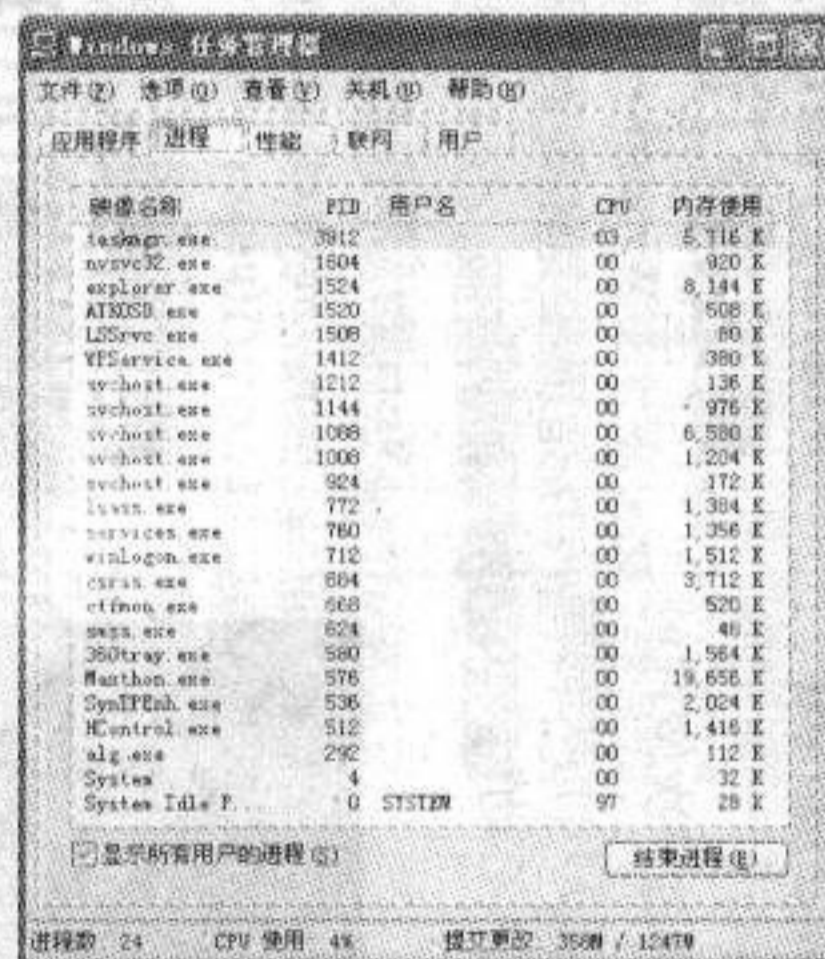 Windows 任务管理器
文件(F) 选项(O) 查看(V) 关机(U) 帮助(H)
应用程序 进程 性能 联网 用户
映像名称 PID 用户名 CPU 内存使用
taskmgr.exe 3912 03 5,116 K
nvsvc32.exe 1604 00 920 K
explorer.exe 1524 00 8,144 K
ATKOSD.exe 1520 00 508 K
LSSrvc.exe 1508 00 80 K
YPService.exe 1412 00 380 K
svchost.exe 1212 00 136 K
svchost.exe 1144 00 976 K
svchost.exe 1088 00 6,580 K
svchost.exe 1008 00 1,204 K
svchost.exe 924 00 172 K
lsass.exe 772 00 1,384 K
services.exe 760 00 1,356 K
winlogon.exe 712 00 1,512 K
csrss.exe 684 00 3,712 K
ctfmon.exe 668 00 520 K
smss.exe 624 00 48 K
360tray.exe 580 00 1,564 K
Maxthon.exe 576 00 19,656 K
SynTPEnh.exe 536 00 2,024 K
HControl.exe 512 00 1,416 K
alg.exe 292 00 112 K
System 4 00 32 K
System Idle P... 0 SYSTEM 97 28 K
显示所有用户的进程(S) 结束进程(E)
进程数: 24 CPU 使用: 4% 提交更改: 358M / 1247M